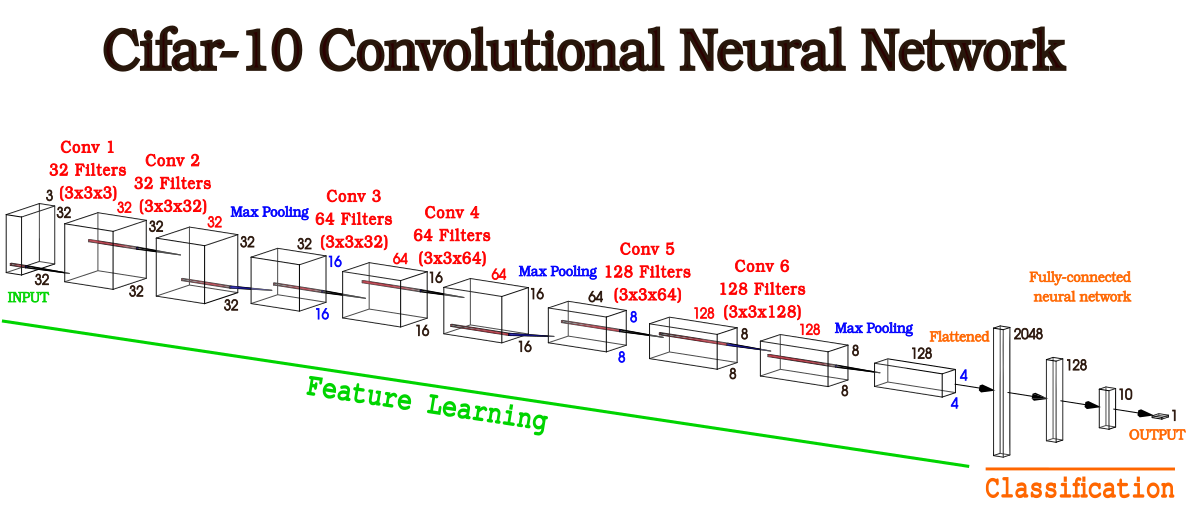 Cifar-10 Convolutional Neural Network
Conv 1
32 Filters
(3x3x3)
Conv 2
32 Filters
(3x3x32)
Max Pooling
Conv 3
64 Filters
(3x3x32)
Conv 4
64 Filters
(3x3x64)
Max Pooling
Conv 5
128 Filters
(3x3x64)
Conv 6
128 Filters
(3x3x128)
Max Pooling
3
32
32
INPUT
32
32
32
32
32
32
32
16
16
64
16
16
64
16
16
64
8
8
128
8
8
128
8
8
128
4
4
Flattened
2048
Fully-connected
neural network
128
10
1
OUTPUT
Feature Learning
Classification